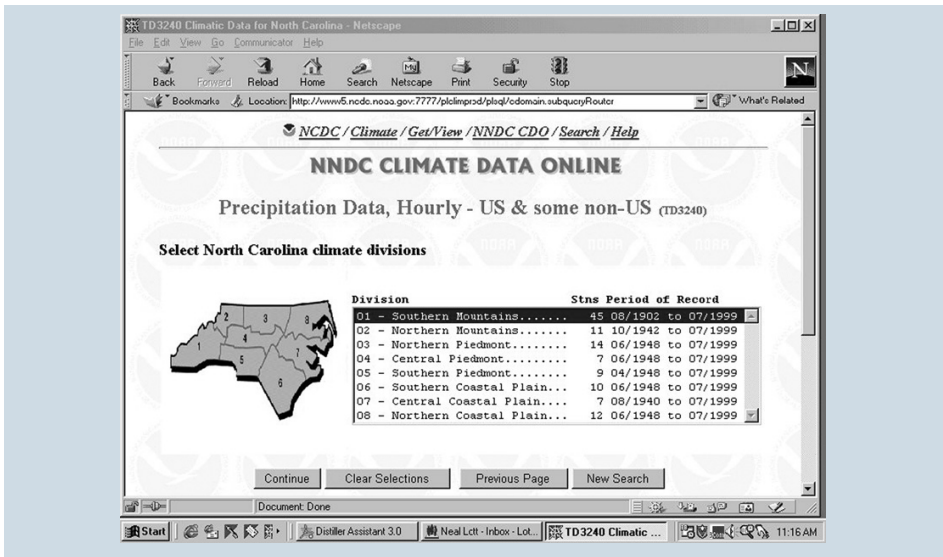 TD3240 Climatic Data for North Carolina - Netscape
File Edit View Go Communicator Help
Back Forward Reload Home Search Netscape Print Security Stop
Bookmarks Location: http://www5.ncdc.noaa.gov:7777/plclimprod/plsql/cdomain.subqueryRouter What's Related
NCDC / Climate / Get/View / NNDC CDO / Search / Help
NNDC CLIMATE DATA ONLINE
Precipitation Data, Hourly - US & some non-US (TD3240)
Select North Carolina climate divisions
Division Stns Period of Record
01 - Southern Mountains....... 45 08/1902 to 07/1999
02 - Northern Mountains....... 11 10/1942 to 07/1999
03 - Northern Piedmont........ 14 06/1948 to 07/1999
04 - Central Piedmont........ 7 06/1948 to 07/1999
05 - Southern Piedmont........ 9 04/1948 to 07/1999
06 - Southern Coastal Plain... 10 06/1948 to 07/1999
07 - Central Coastal Plain.... 7 08/1940 to 07/1999
08 - Northern Coastal Plain... 12 06/1948 to 07/1999
1 2 3 4 5 6 7 8
Continue Clear Selections Previous Page New Search
Document: Done
Start Distiller Assistant 3.0 Neal Lott - Inbox - Lot... TD3240 Climatic ... 11:16 AM